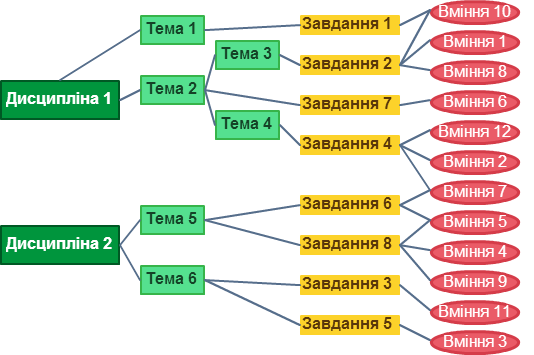 Вміння 10
Тема 1
Завдання 1
Вміння 1
Тема 3
Завдання 2
Вміння 8
Дисципліна 1
Тема 2
Завдання 7
Вміння 6
Тема 4
Завдання 4
Вміння 12
Вміння 2
Вміння 7
Завдання 6
Тема 5
Вміння 5
Дисципліна 2
Завдання 8
Вміння 4
Тема 6
Завдання 3
Вміння 9
Вміння 11
Завдання 5
Вміння 3